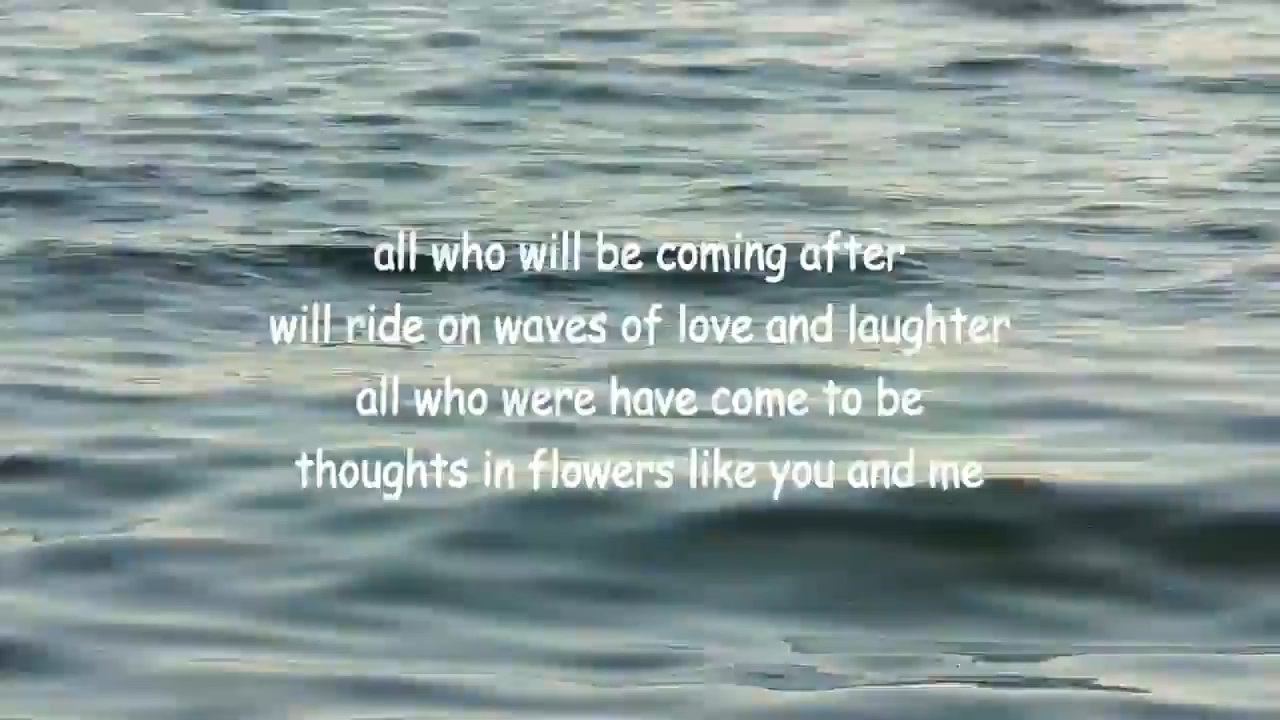 all who will be coming after
will ride on waves of love and laughter
all who were have come to be
thoughts in flowers like you and me